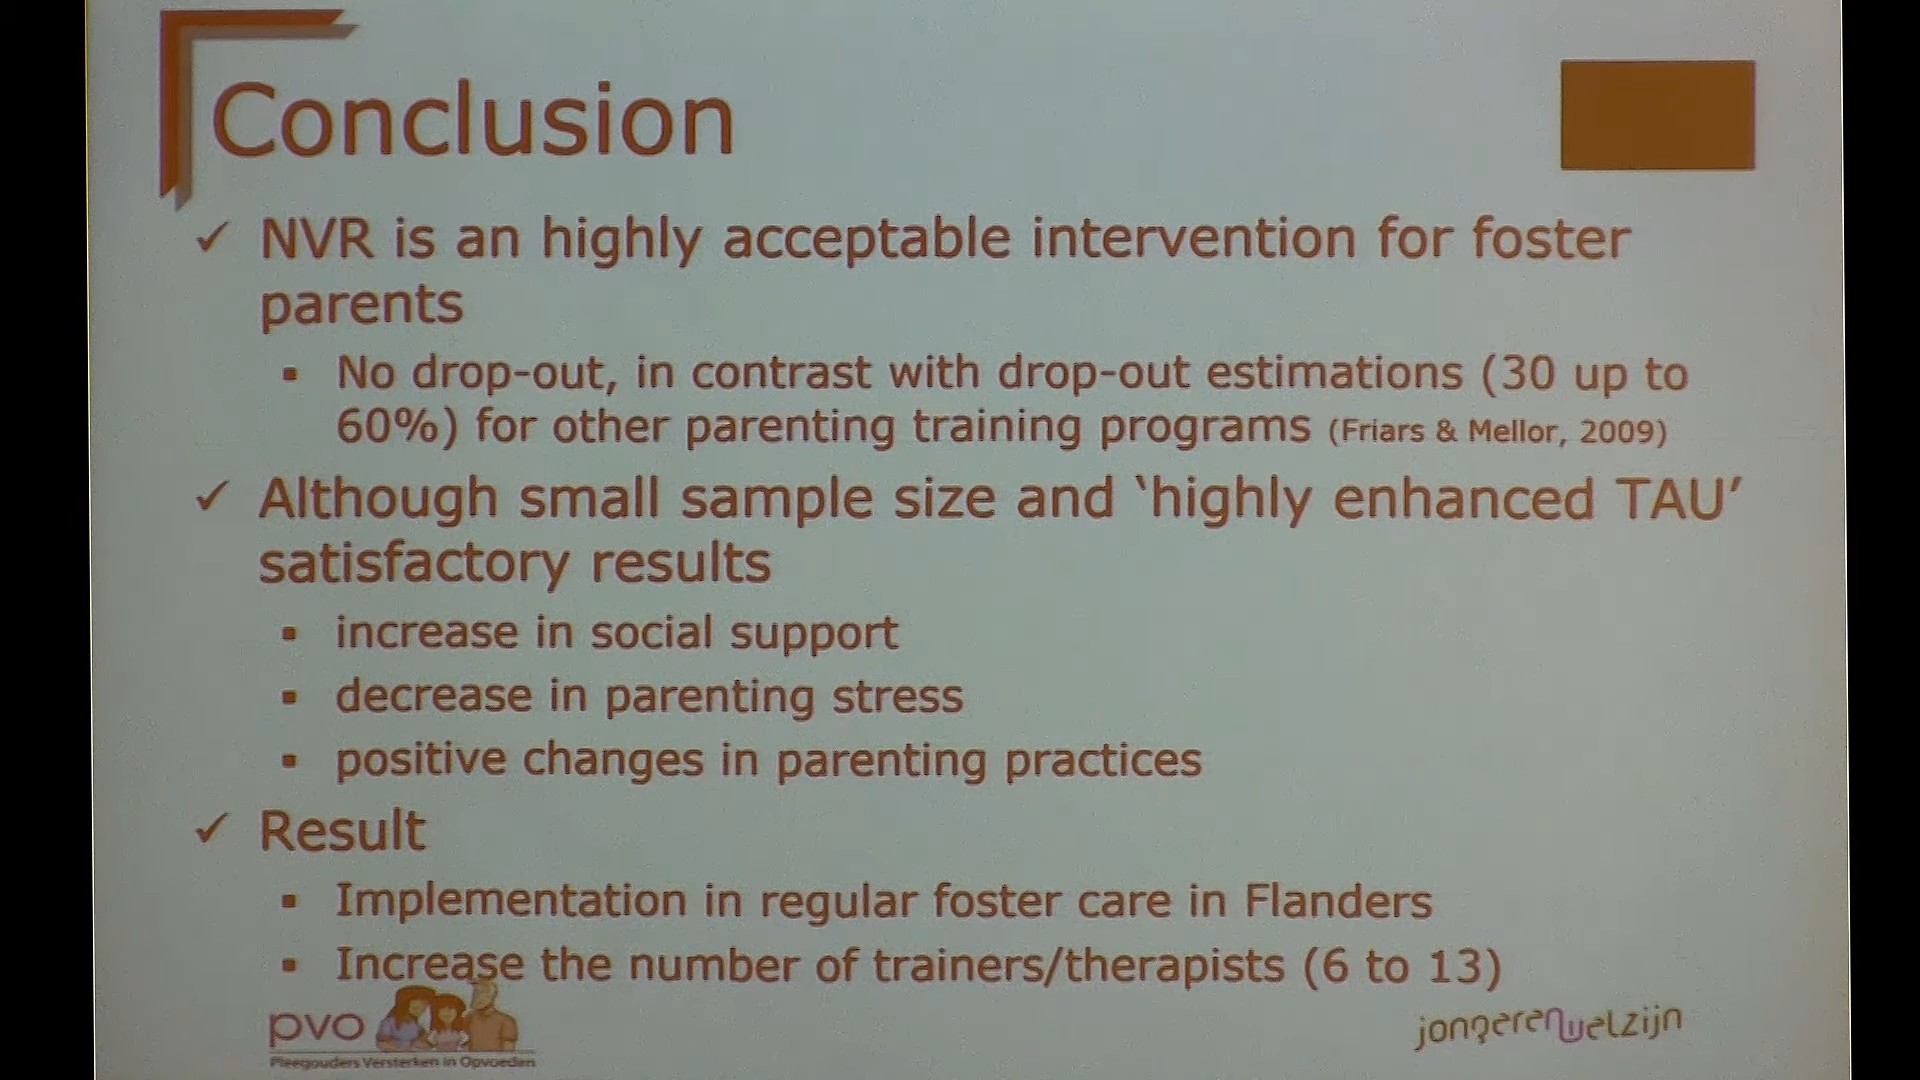 Conclusion
✓ NVR is an highly acceptable intervention for foster
parents
▪ No drop-out, in contrast with drop-out estimations (30 up to
60%) for other parenting training programs (Friars & Mellor, 2009)
✓ Although small sample size and ‘highly enhanced TAU’
satisfactory results
▪ increase in social support
▪ decrease in parenting stress
▪ positive changes in parenting practices
✓ Result
▪ Implementation in regular foster care in Flanders
▪ Increase the number of trainers/therapists (6 to 13)
pvo
Pleegouders Versterken in Opvoeden
jongerenwelzijn